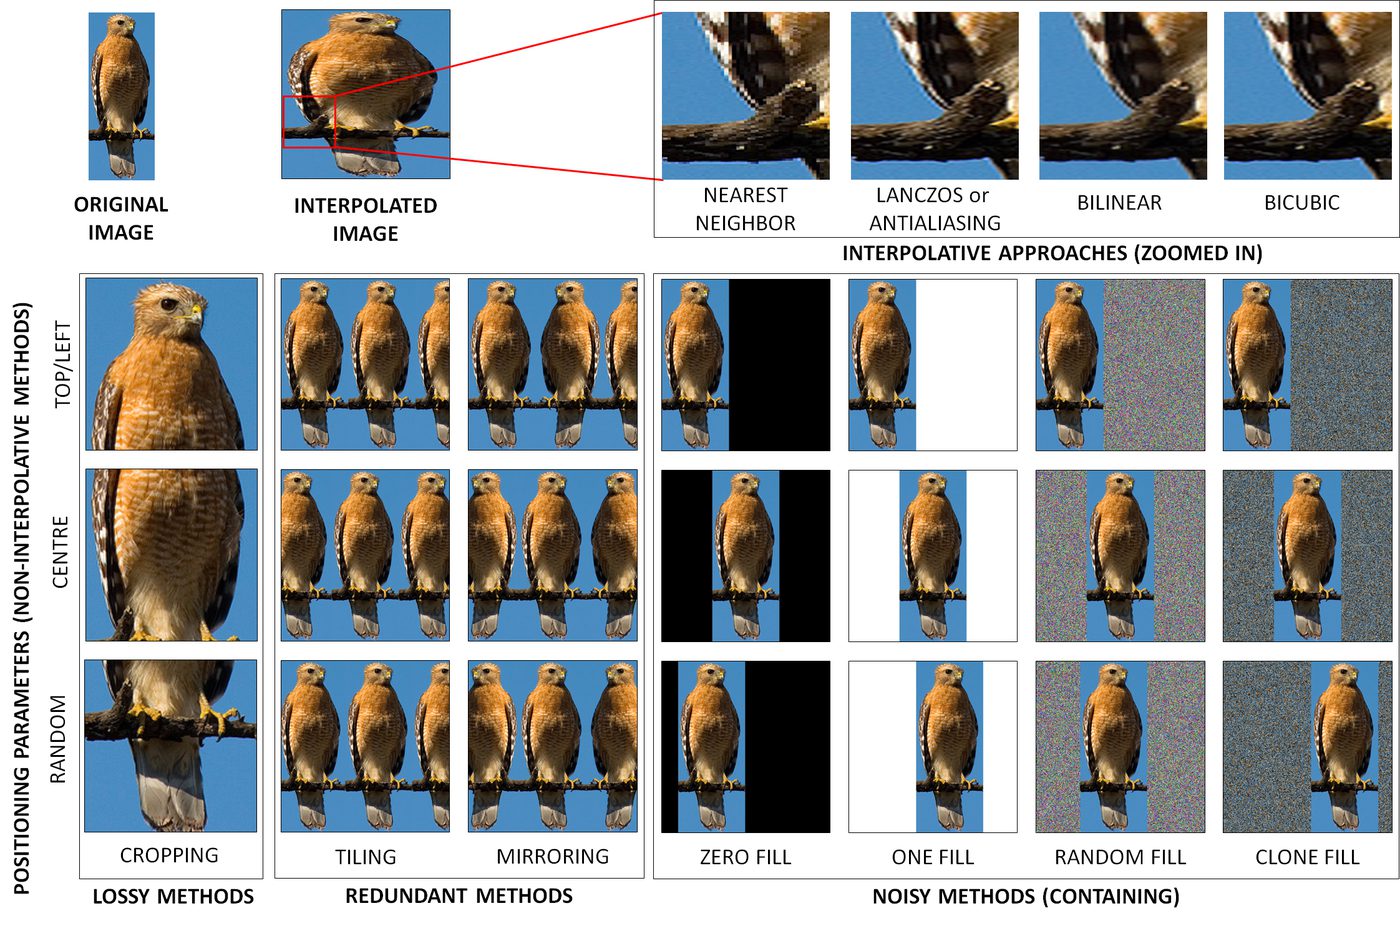 ORIGINAL
IMAGE
INTERPOLATED
IMAGE
NEAREST
NEIGHBOR
LANCZOS or
ANTIALIASING
BILINEAR
BICUBIC
INTERPOLATIVE APPROACHES (ZOOMED IN)
POSITIONING PARAMETERS (NON-INTERPOLATIVE METHODS)
TOP/LEFT
CENTRE
RANDOM
CROPPING
TILING
MIRRORING
ZERO FILL
ONE FILL
RANDOM FILL
CLONE FILL
LOSSY METHODS
REDUNDANT METHODS
NOISY METHODS (CONTAINING)